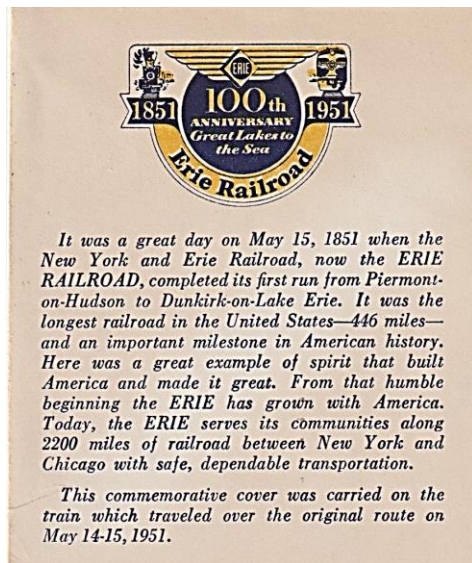 ERIE
1851
100th
1951
ANNIVERSARY
Great Lakes to
the Sea
Erie Railroad
It was a great day on May 15, 1851 when the
New York and Erie Railroad, now the ERIE
RAILROAD, completed its first run from Piermont-
on-Hudson to Dunkirk-on-Lake Erie. It was the
longest railroad in the United States—446 miles—
and an important milestone in American history.
Here was a great example of spirit that built
America and made it great. From that humble
beginning the ERIE has grown with America.
Today, the ERIE serves its communities along
2200 miles of railroad between New York and
Chicago with safe, dependable transportation.
This commemorative cover was carried on the
train which traveled over the original route on
May 14-15, 1951.